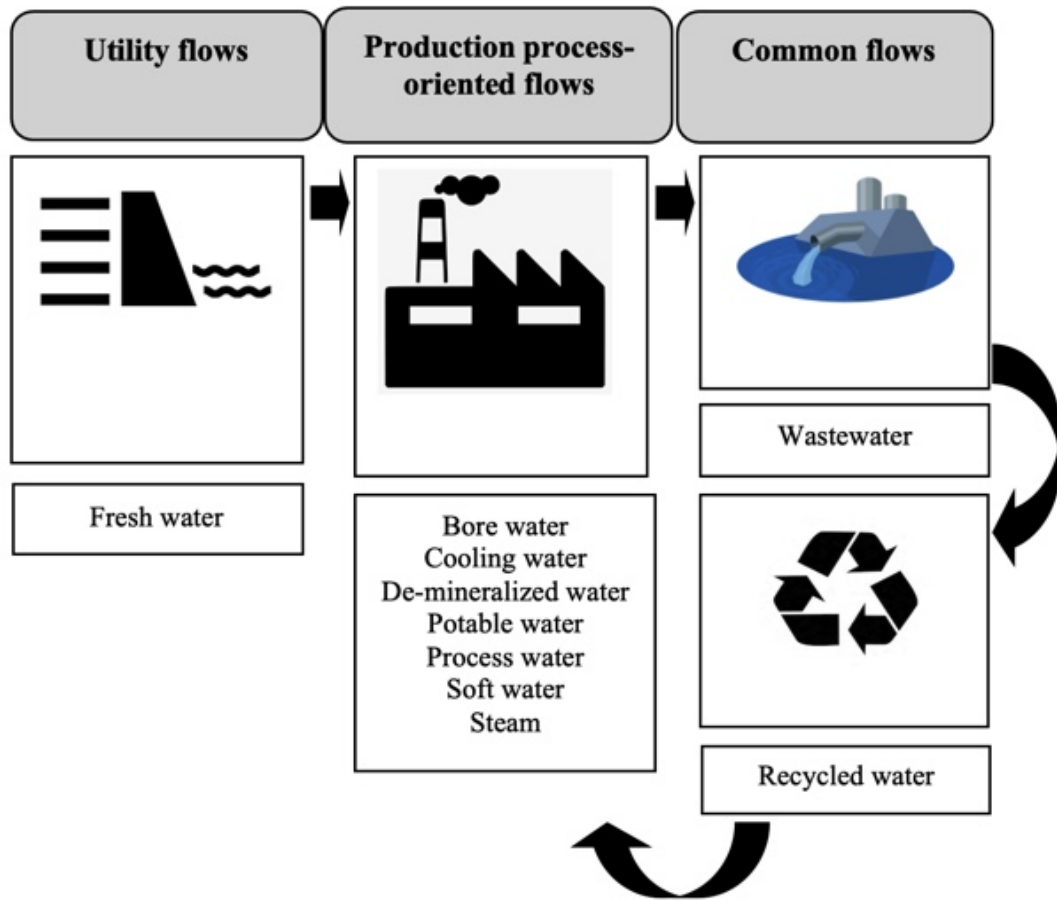 Utility flows
Production process-
oriented flows
Common flows
Wastewater
Fresh water
Bore water
Cooling water
De-mineralized water
Potable water
Process water
Soft water
Steam
Recycled water